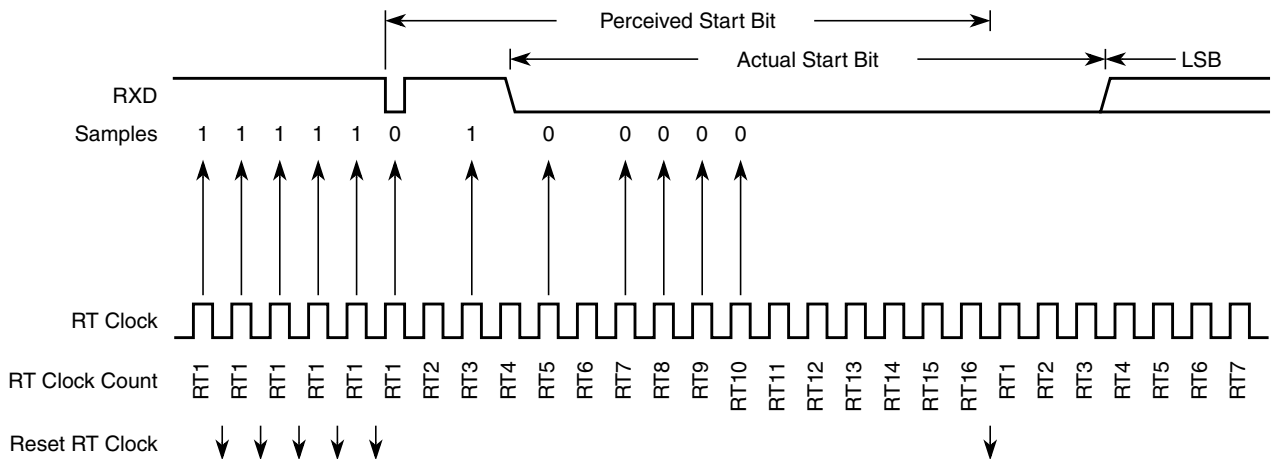 Perceived Start Bit
Actual Start Bit LSB
RXD
Samples 1 1 1 1 1 0 1 0 0 0 0 0
RT Clock
RT Clock Count RT1 RT1 RT1 RT1 RT1 RT1 RT2 RT3 RT4 RT5 RT6 RT7 RT8 RT9 RT10 RT11 RT12 RT13 RT14 RT15 RT16 RT1 RT2 RT3 RT4 RT5 RT6 RT7
Reset RT Clock